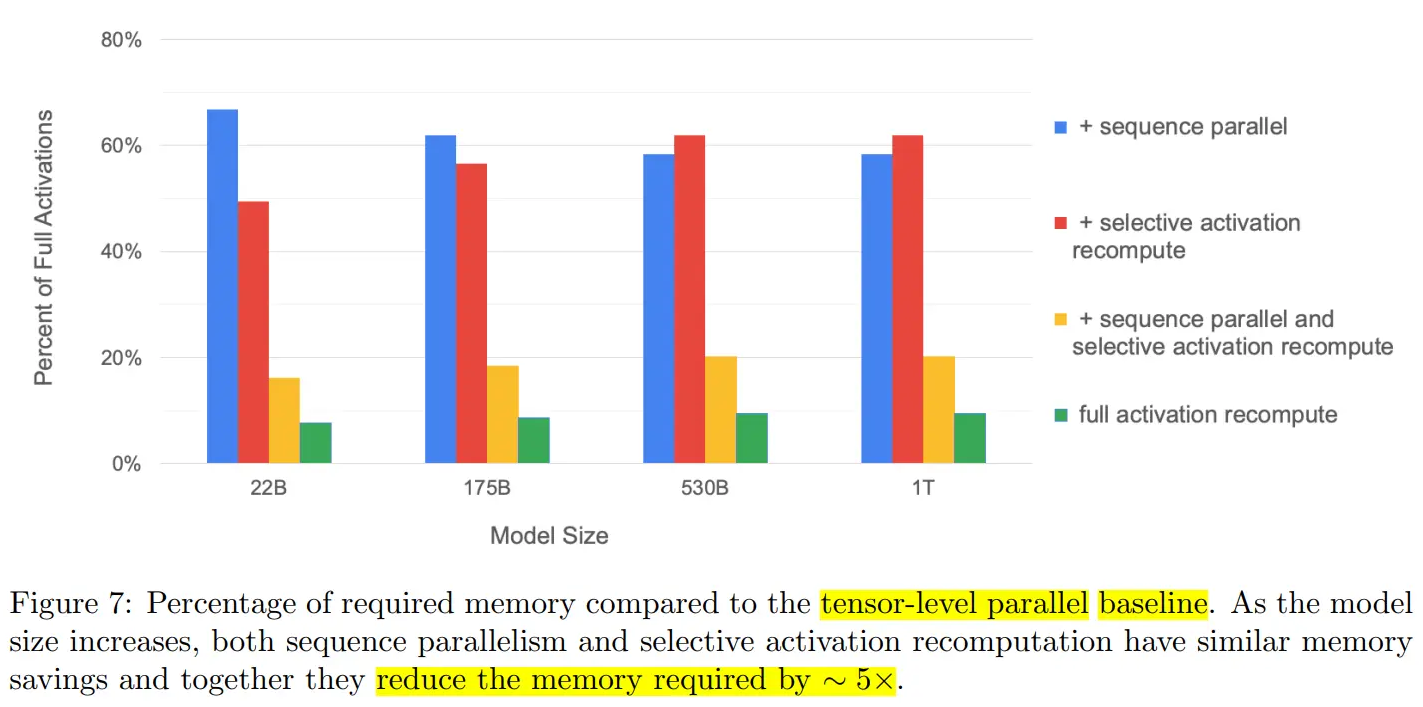 80%
60%
40%
20%
0%
Percent of Full Activations
22B
175B
530B
1T
Model Size
+ sequence parallel
+ selective activation
recompute
+ sequence parallel and
selective activation recompute
full activation recompute
Figure 7: Percentage of required memory compared to the tensor-level parallel baseline. As the model
size increases, both sequence parallelism and selective activation recomputation have similar memory
savings and together they reduce the memory required by ∼ 5×.